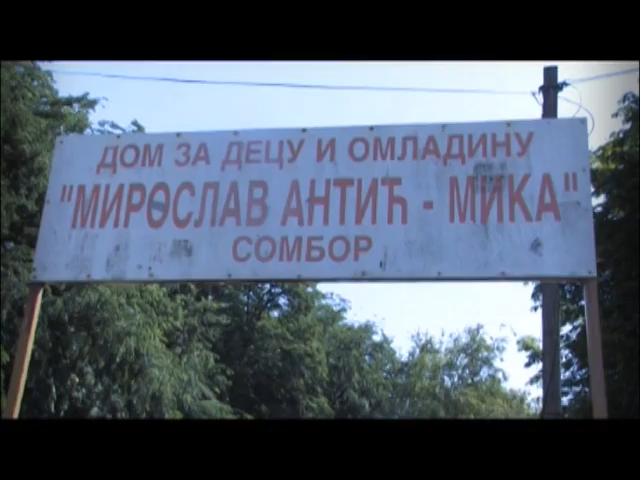 ДОМ ЗА ДЕЦУ И ОМЛАДИНУ
"МИРОСЛАВ АНТИЋ - МИКА"
СОМБОР